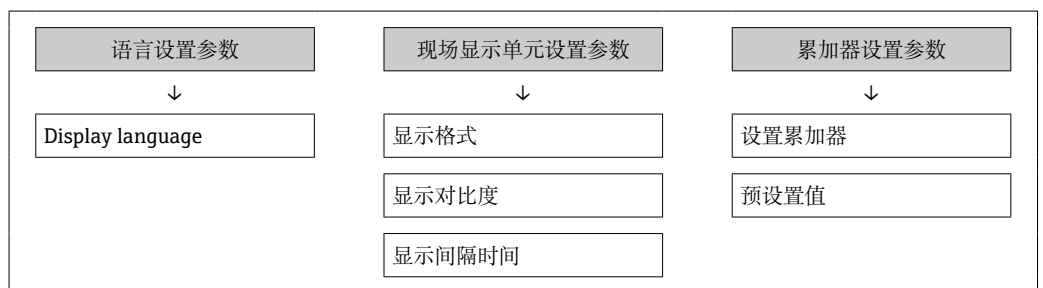 语言设置参数
↓
Display language
现场显示单元设置参数
↓
显示格式
显示对比度
显示间隔时间
累加器设置参数
↓
设置累加器
预设置值